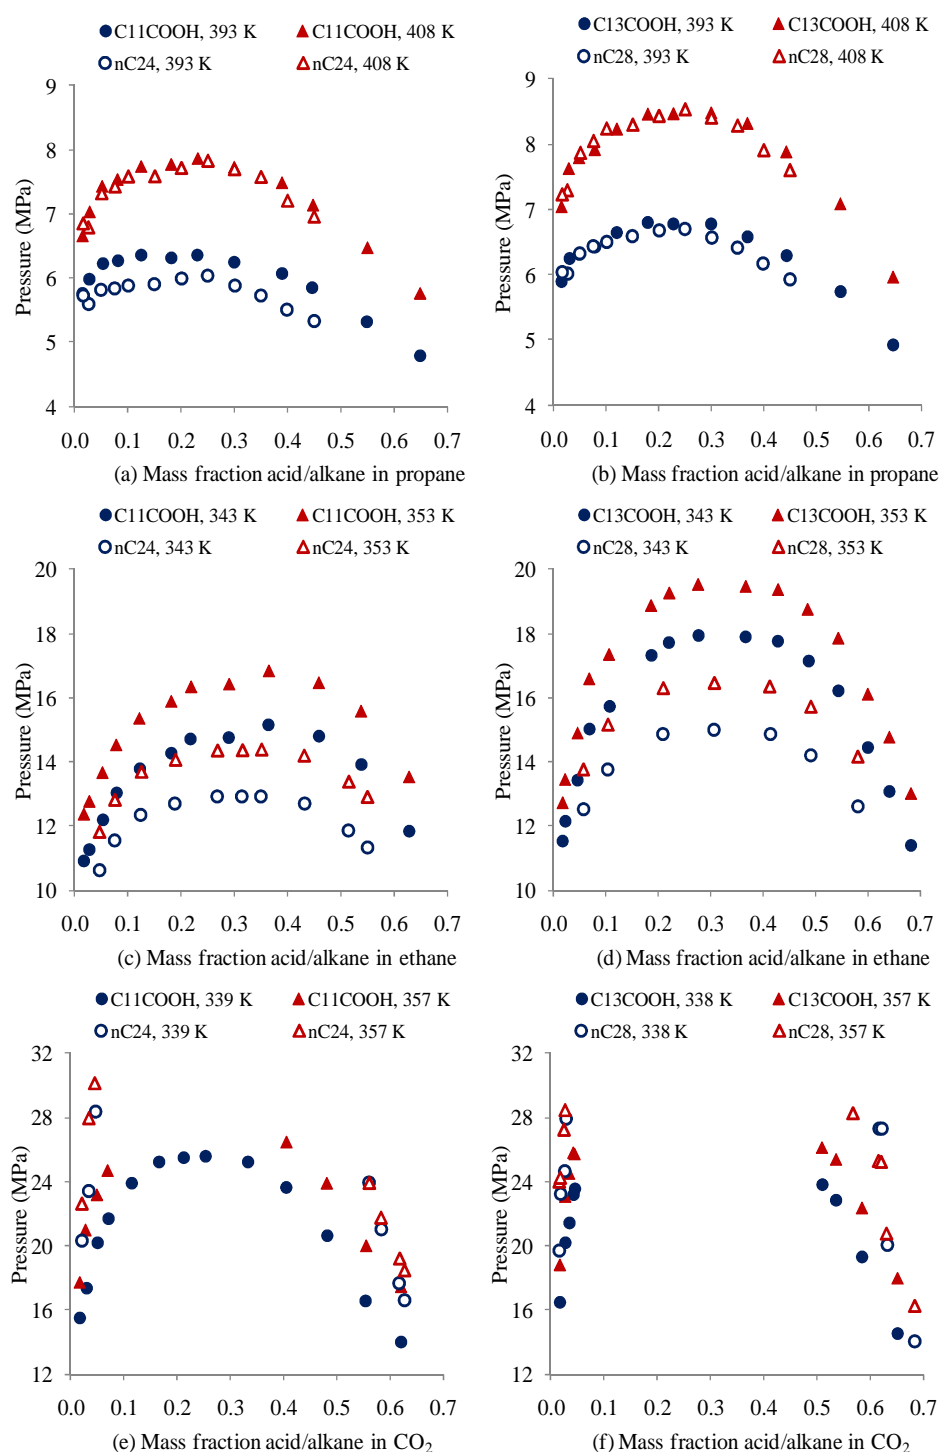 C11COOH, 393 K
C11COOH, 408 K
nC24, 393 K
nC24, 408 K
Pressure (MPa)
9
8
7
6
5
4
0.0 0.1 0.2 0.3 0.4 0.5 0.6 0.7
(a) Mass fraction acid/alkane in propane
C13COOH, 393 K
C13COOH, 408 K
nC28, 393 K
nC28, 408 K
Pressure (MPa)
9
8
7
6
5
4
0.0 0.1 0.2 0.3 0.4 0.5 0.6 0.7
(b) Mass fraction acid/alkane in propane
C11COOH, 343 K
C11COOH, 353 K
nC24, 343 K
nC24, 353 K
Pressure (MPa)
20
18
16
14
12
10
0.0 0.1 0.2 0.3 0.4 0.5 0.6 0.7
(c) Mass fraction acid/alkane in ethane
C13COOH, 343 K
C13COOH, 353 K
nC28, 343 K
nC28, 353 K
Pressure (MPa)
20
18
16
14
12
10
0.0 0.1 0.2 0.3 0.4 0.5 0.6 0.7
(d) Mass fraction acid/alkane in ethane
C11COOH, 339 K
C11COOH, 357 K
nC24, 339 K
nC24, 357 K
Pressure (MPa)
32
28
24
20
16
12
0.0 0.1 0.2 0.3 0.4 0.5 0.6 0.7
(e) Mass fraction acid/alkane in CO₂
C13COOH, 338 K
C13COOH, 357 K
nC28, 338 K
nC28, 357 K
Pressure (MPa)
32
28
24
20
16
12
0.0 0.1 0.2 0.3 0.4 0.5 0.6 0.7
(f) Mass fraction acid/alkane in CO₂